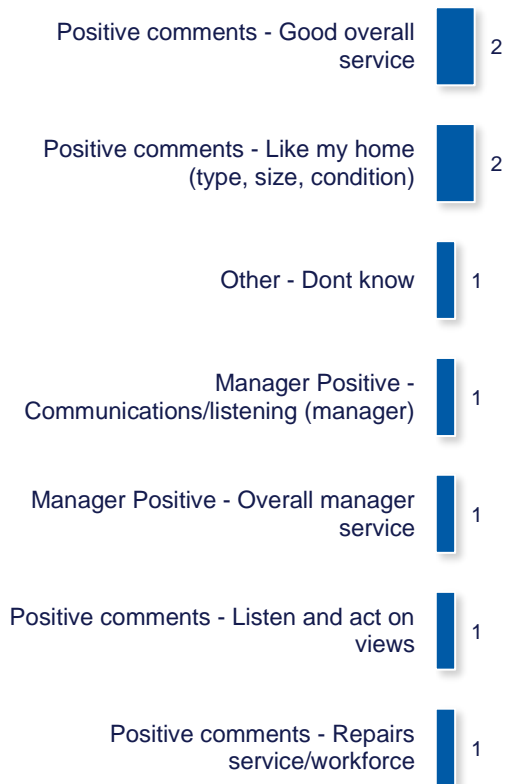 Positive comments - Good overall
service
2
Positive comments - Like my home
(type, size, condition)
2
Other - Dont know
1
Manager Positive -
Communications/listening (manager)
1
Manager Positive - Overall manager
service
1
Positive comments - Listen and act on
views
1
Positive comments - Repairs
service/workforce
1